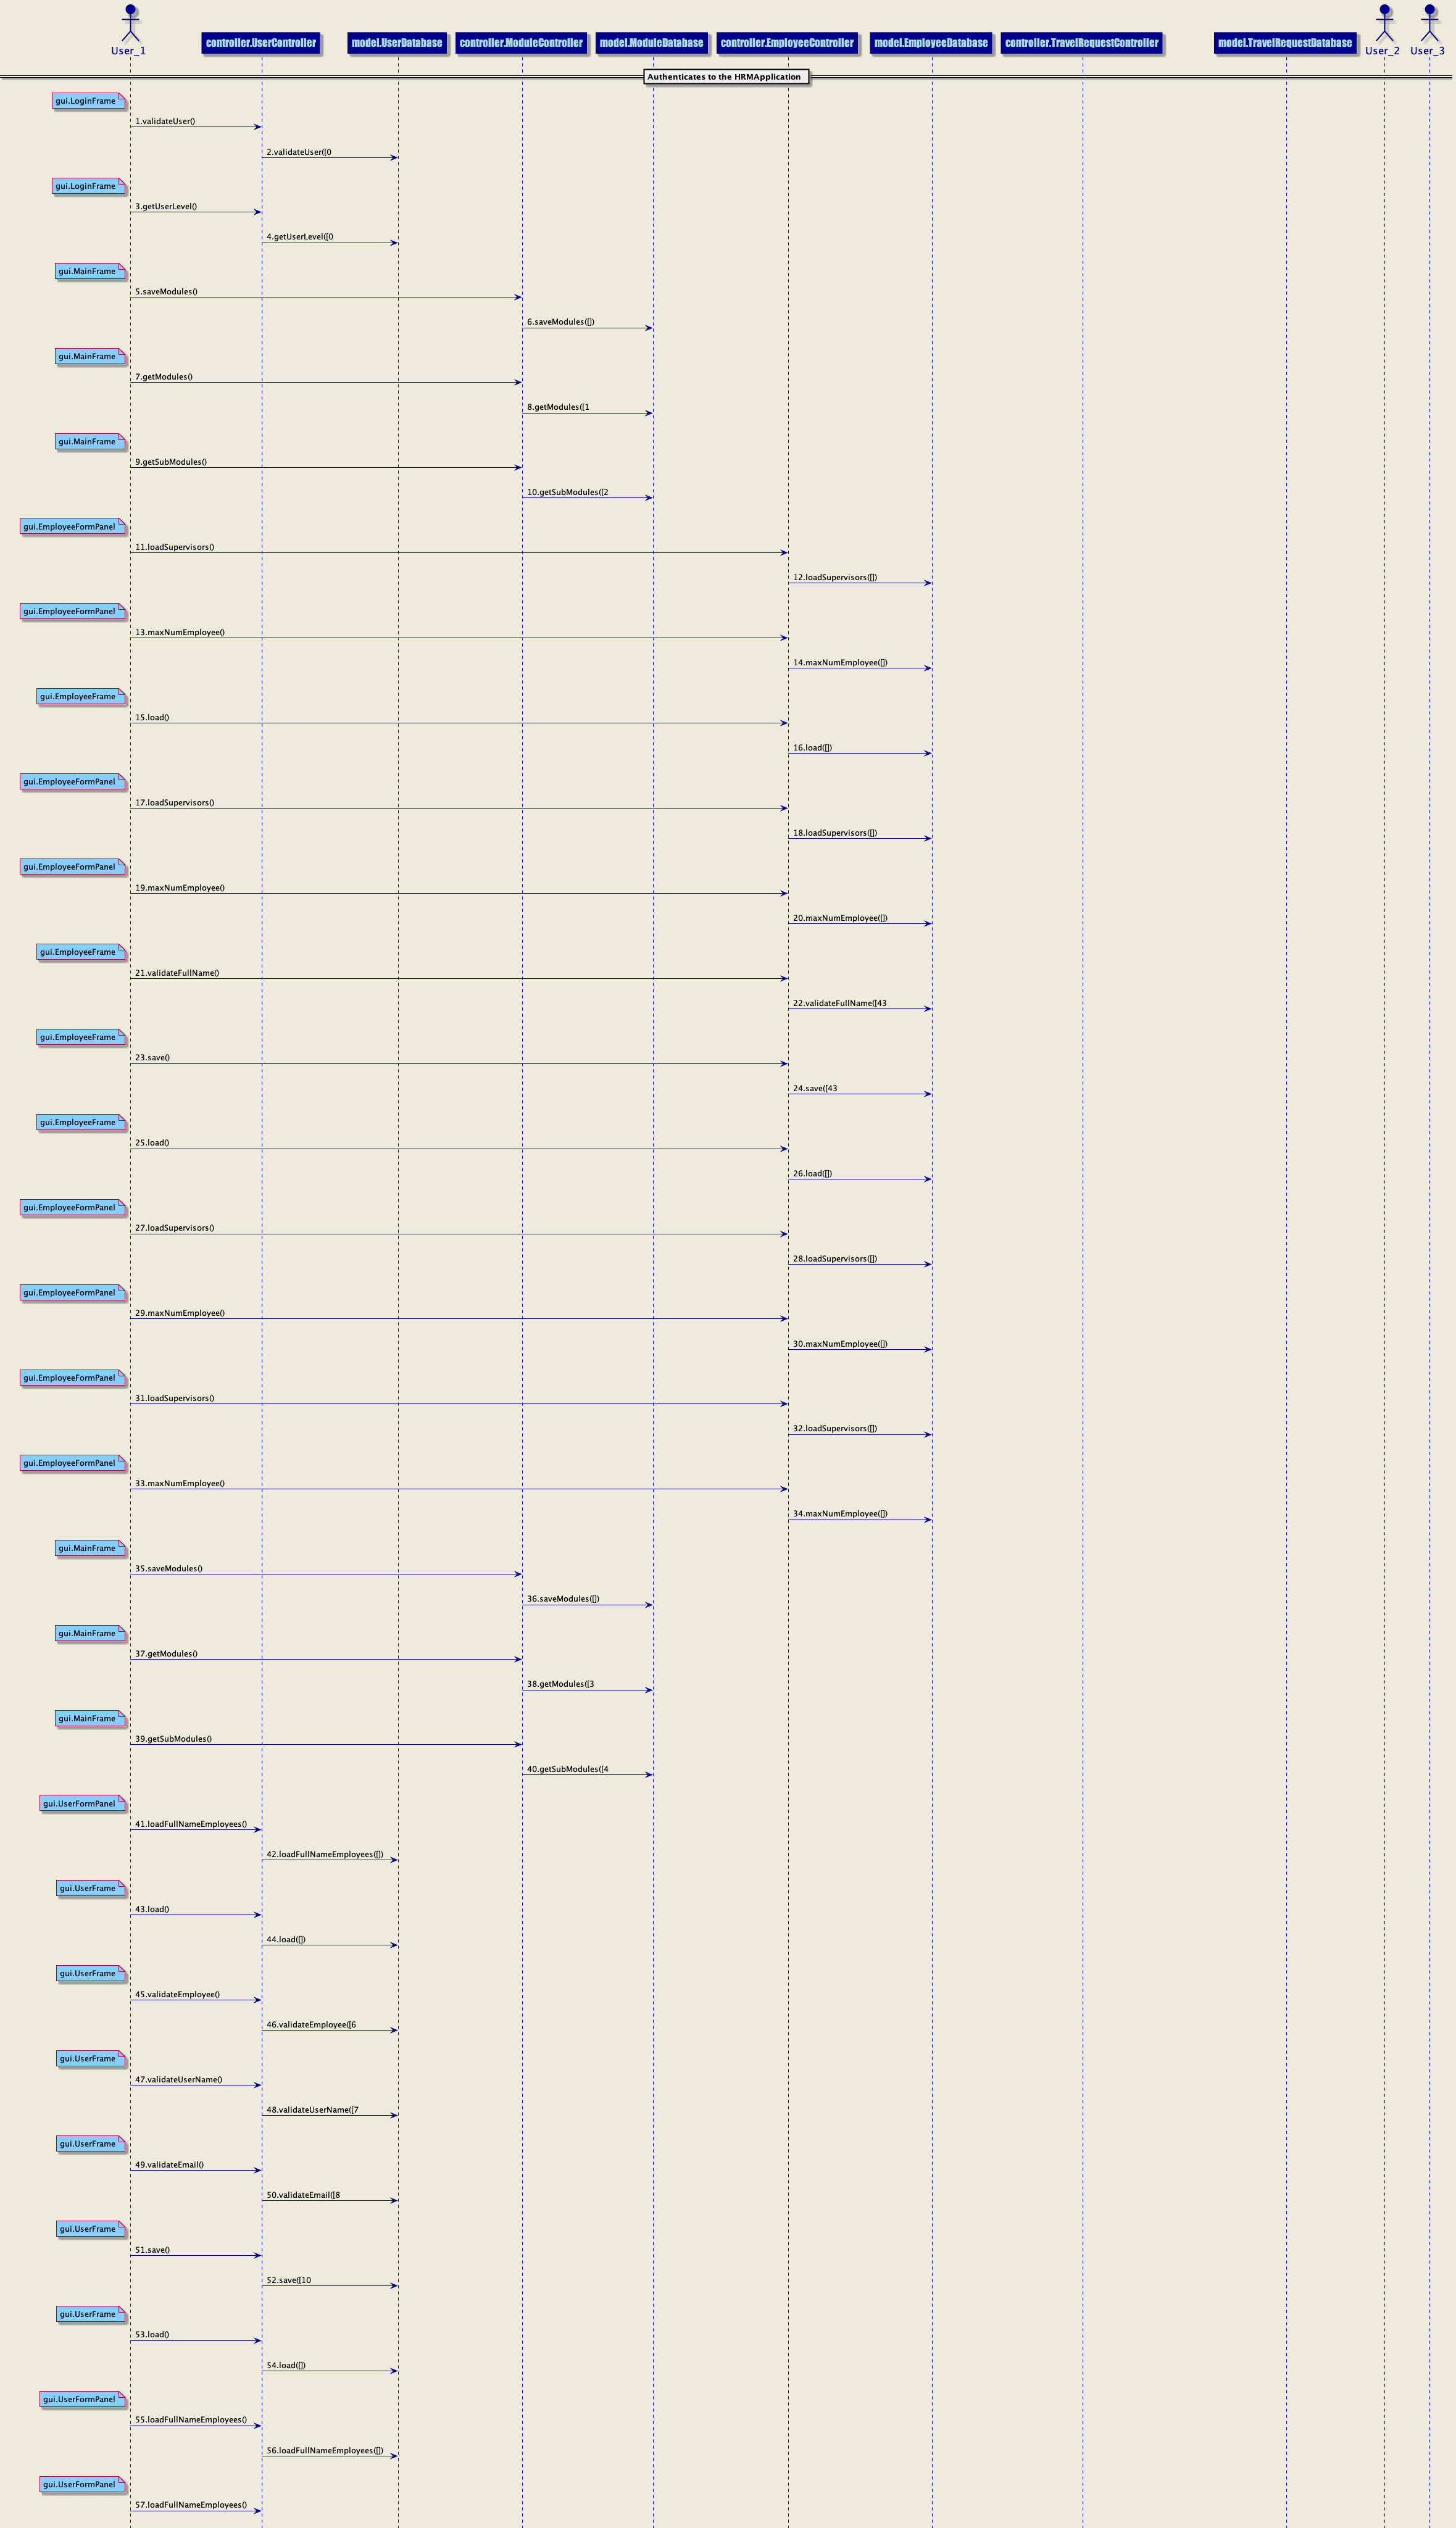 User_1
controller.UserController
model.UserDatabase
controller.ModuleController
model.ModuleDatabase
controller.EmployeeController
model.EmployeeDatabase
controller.TravelRequestController
model.TravelRequestDatabase
User_2
User_3
Authenticates to the HRMApplication
gui.LoginFrame
1.validateUser()
2.validateUser([0
gui.LoginFrame
3.getUserLevel()
4.getUserLevel([0
gui.MainFrame
5.saveModules()
6.saveModules([])
gui.MainFrame
7.getModules()
8.getModules([1
gui.MainFrame
9.getSubModules()
10.getSubModules([2
gui.EmployeeFormPanel
11.loadSupervisors()
12.loadSupervisors([])
gui.EmployeeFormPanel
13.maxNumEmployee()
14.maxNumEmployee([])
gui.EmployeeFrame
15.load()
16.load([])
gui.EmployeeFormPanel
17.loadSupervisors()
18.loadSupervisors([])
gui.EmployeeFormPanel
19.maxNumEmployee()
20.maxNumEmployee([])
gui.EmployeeFrame
21.validateFullName()
22.validateFullName([43
gui.EmployeeFrame
23.save()
24.save([43
gui.EmployeeFrame
25.load()
26.load([])
gui.EmployeeFormPanel
27.loadSupervisors()
28.loadSupervisors([])
gui.EmployeeFormPanel
29.maxNumEmployee()
30.maxNumEmployee([])
gui.EmployeeFormPanel
31.loadSupervisors()
32.loadSupervisors([])
gui.EmployeeFormPanel
33.maxNumEmployee()
34.maxNumEmployee([])
gui.MainFrame
35.saveModules()
36.saveModules([])
gui.MainFrame
37.getModules()
38.getModules([3
gui.MainFrame
39.getSubModules()
40.getSubModules([4
gui.UserFormPanel
41.loadFullNameEmployees()
42.loadFullNameEmployees([])
gui.UserFrame
43.load()
44.load([])
gui.UserFrame
45.validateEmployee()
46.validateEmployee([6
gui.UserFrame
47.validateUserName()
48.validateUserName([7
gui.UserFrame
49.validateEmail()
50.validateEmail([8
gui.UserFrame
51.save()
52.save([10
gui.UserFrame
53.load()
54.load([])
gui.UserFormPanel
55.loadFullNameEmployees()
56.loadFullNameEmployees([])
gui.UserFormPanel
57.loadFullNameEmployees()